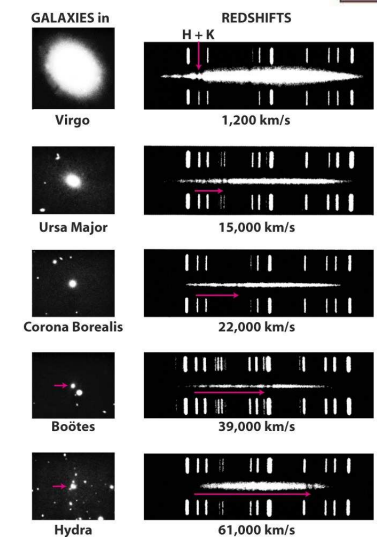 GALAXIES in REDSHIFTS
H + K
Virgo 1,200 km/s
Ursa Major 15,000 km/s
Corona Borealis 22,000 km/s
Boötes 39,000 km/s
Hydra 61,000 km/s